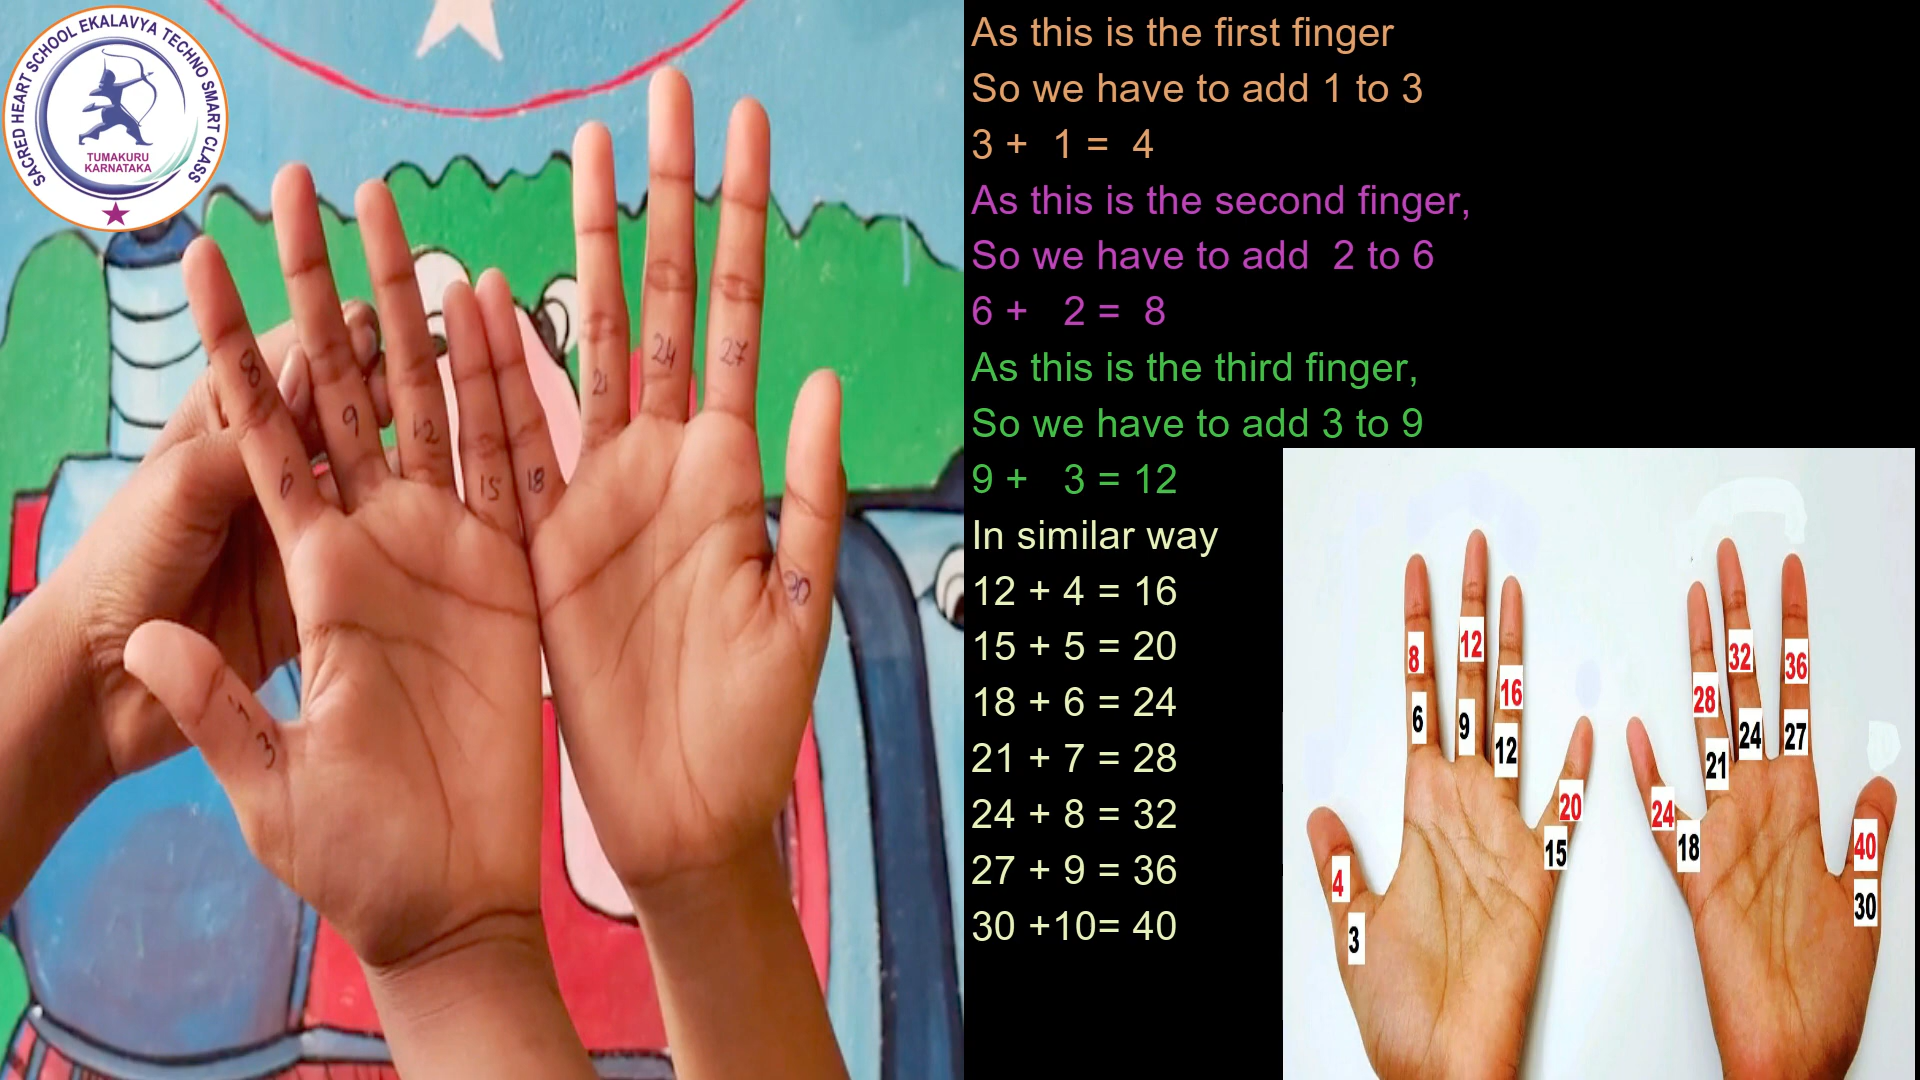 SACRED HEART SCHOOL EKALAVYA TECHNO SMART CLASS
TUMAKURU
KARNATAKA
8
6
9
12
15
18
21
24
27
30
4
3
As this is the first finger
So we have to add 1 to 3
3 + 1 = 4
As this is the second finger,
So we have to add 2 to 6
6 + 2 = 8
As this is the third finger,
So we have to add 3 to 9
9 + 3 = 12
In similar way
12 + 4 = 16
15 + 5 = 20
18 + 6 = 24
21 + 7 = 28
24 + 8 = 32
27 + 9 = 36
30 +10= 40
8
12
16
6
9
12
20
15
4
3
28
32
36
21
24
27
24
18
40
30